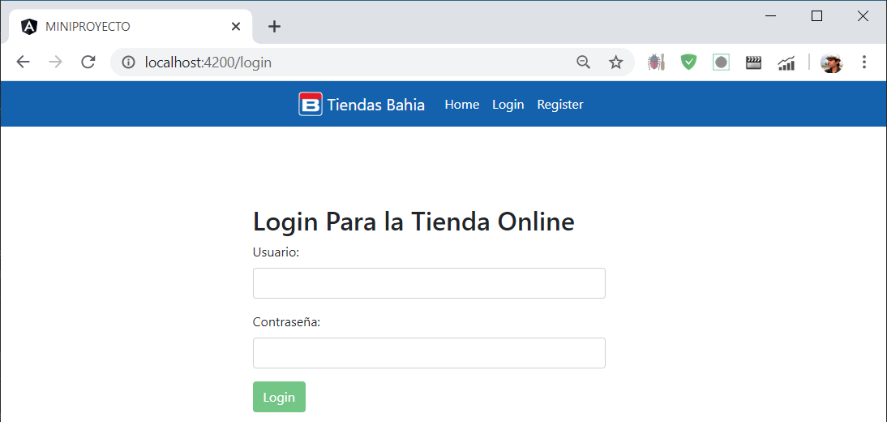 MINIPROYECTO
localhost:4200/login
B Tiendas Bahia Home Login Register
Login Para la Tienda Online
Usuario:
Contraseña:
Login